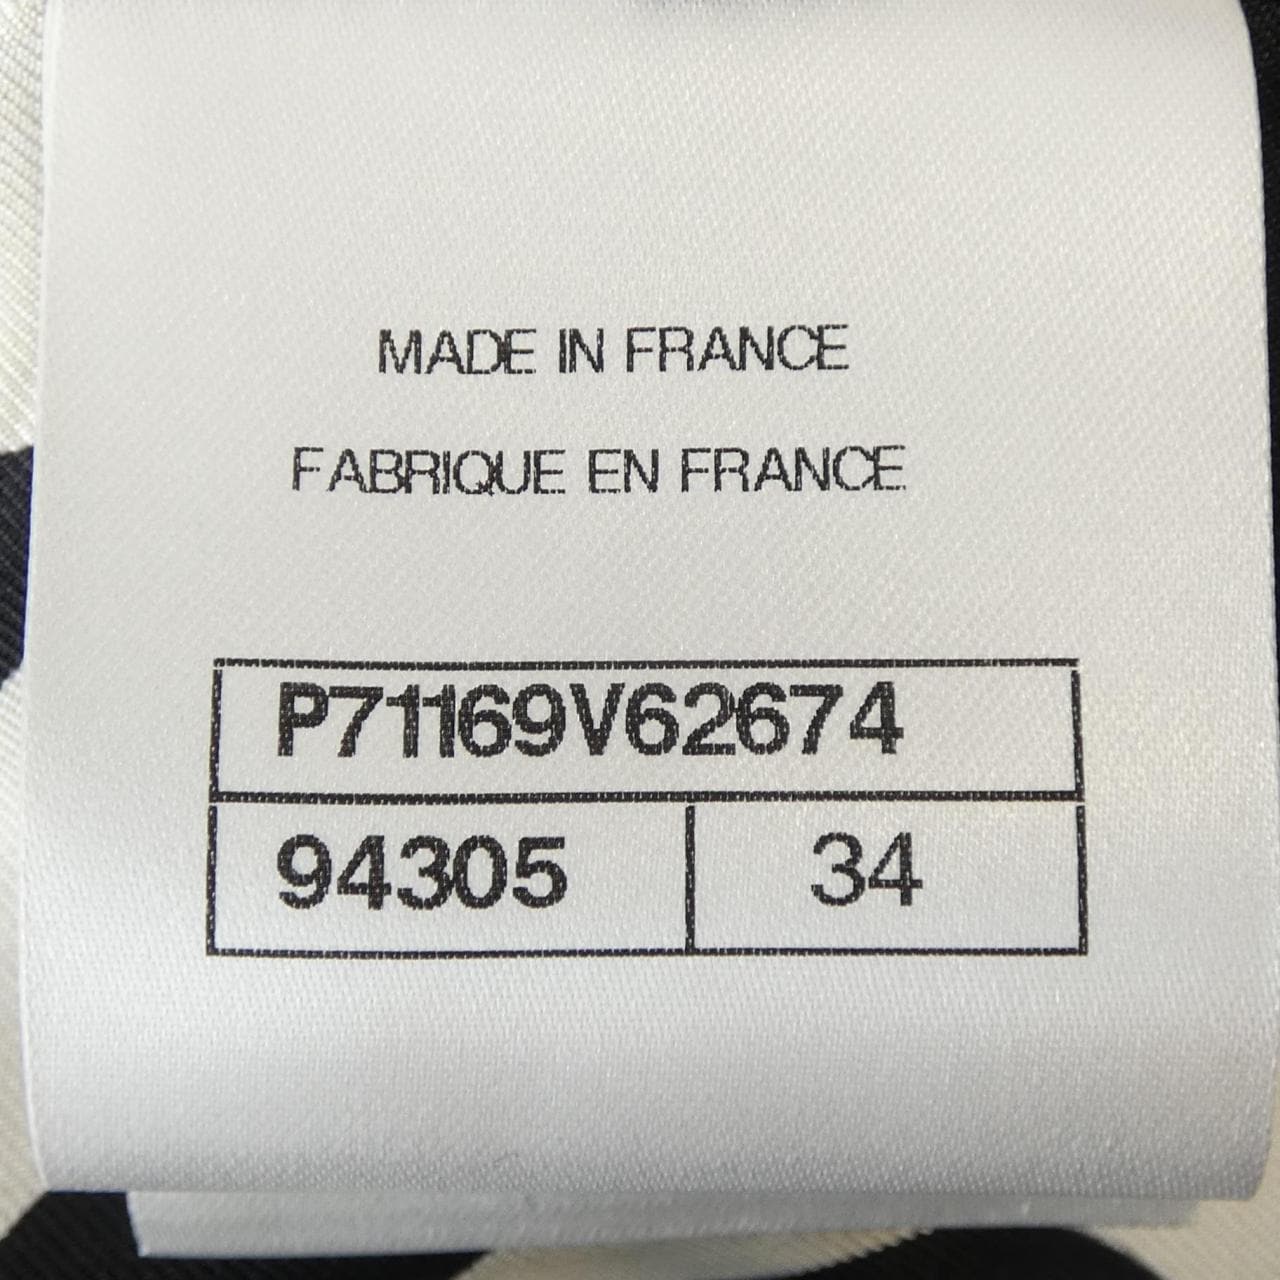 MADE IN FRANCE
FABRIQUE EN FRANCE
P71169V62674
94305 34